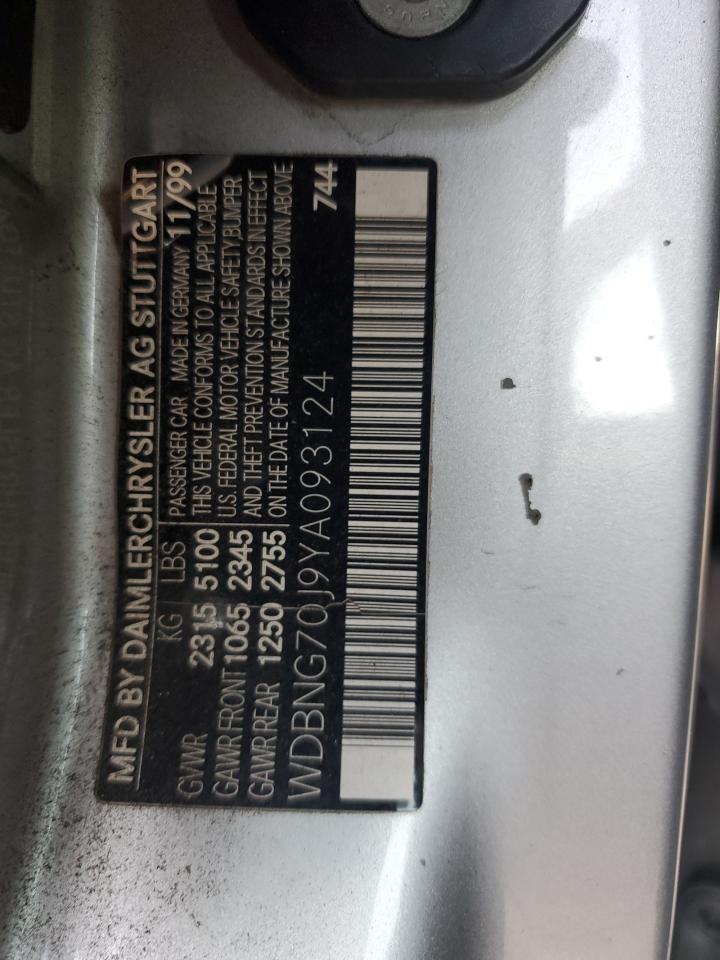 MFD BY DAIMLERCHRYSLER AG STUTTGART
KG LBS
GVWR 2315 5100
GAWR FRONT 1065 2345
GAWR REAR 1250 2755
PASSENGER CAR MADE IN GERMANY 11/99
THIS VEHICLE CONFORMS TO ALL APPLICABLE
U.S. FEDERAL MOTOR VEHICLE SAFETY BUMPER
AND THEFT PREVENTION STANDARDS IN EFFECT
ON THE DATE OF MANUFACTURE SHOWN ABOVE
WDBNG70J9YA093124 744